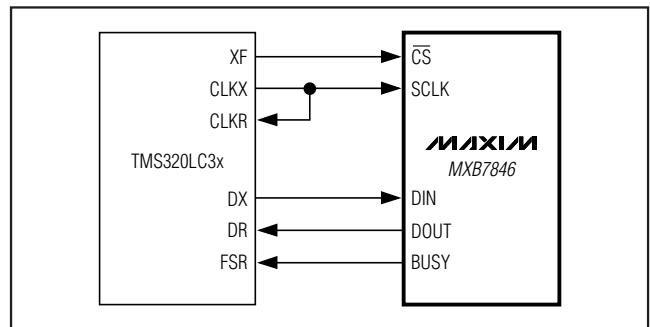 XF
CLKX
CLKR
TMS320LC3x
DX
DR
FSR
CS
SCLK
MAXIM
MXB7846
DIN
DOUT
BUSY